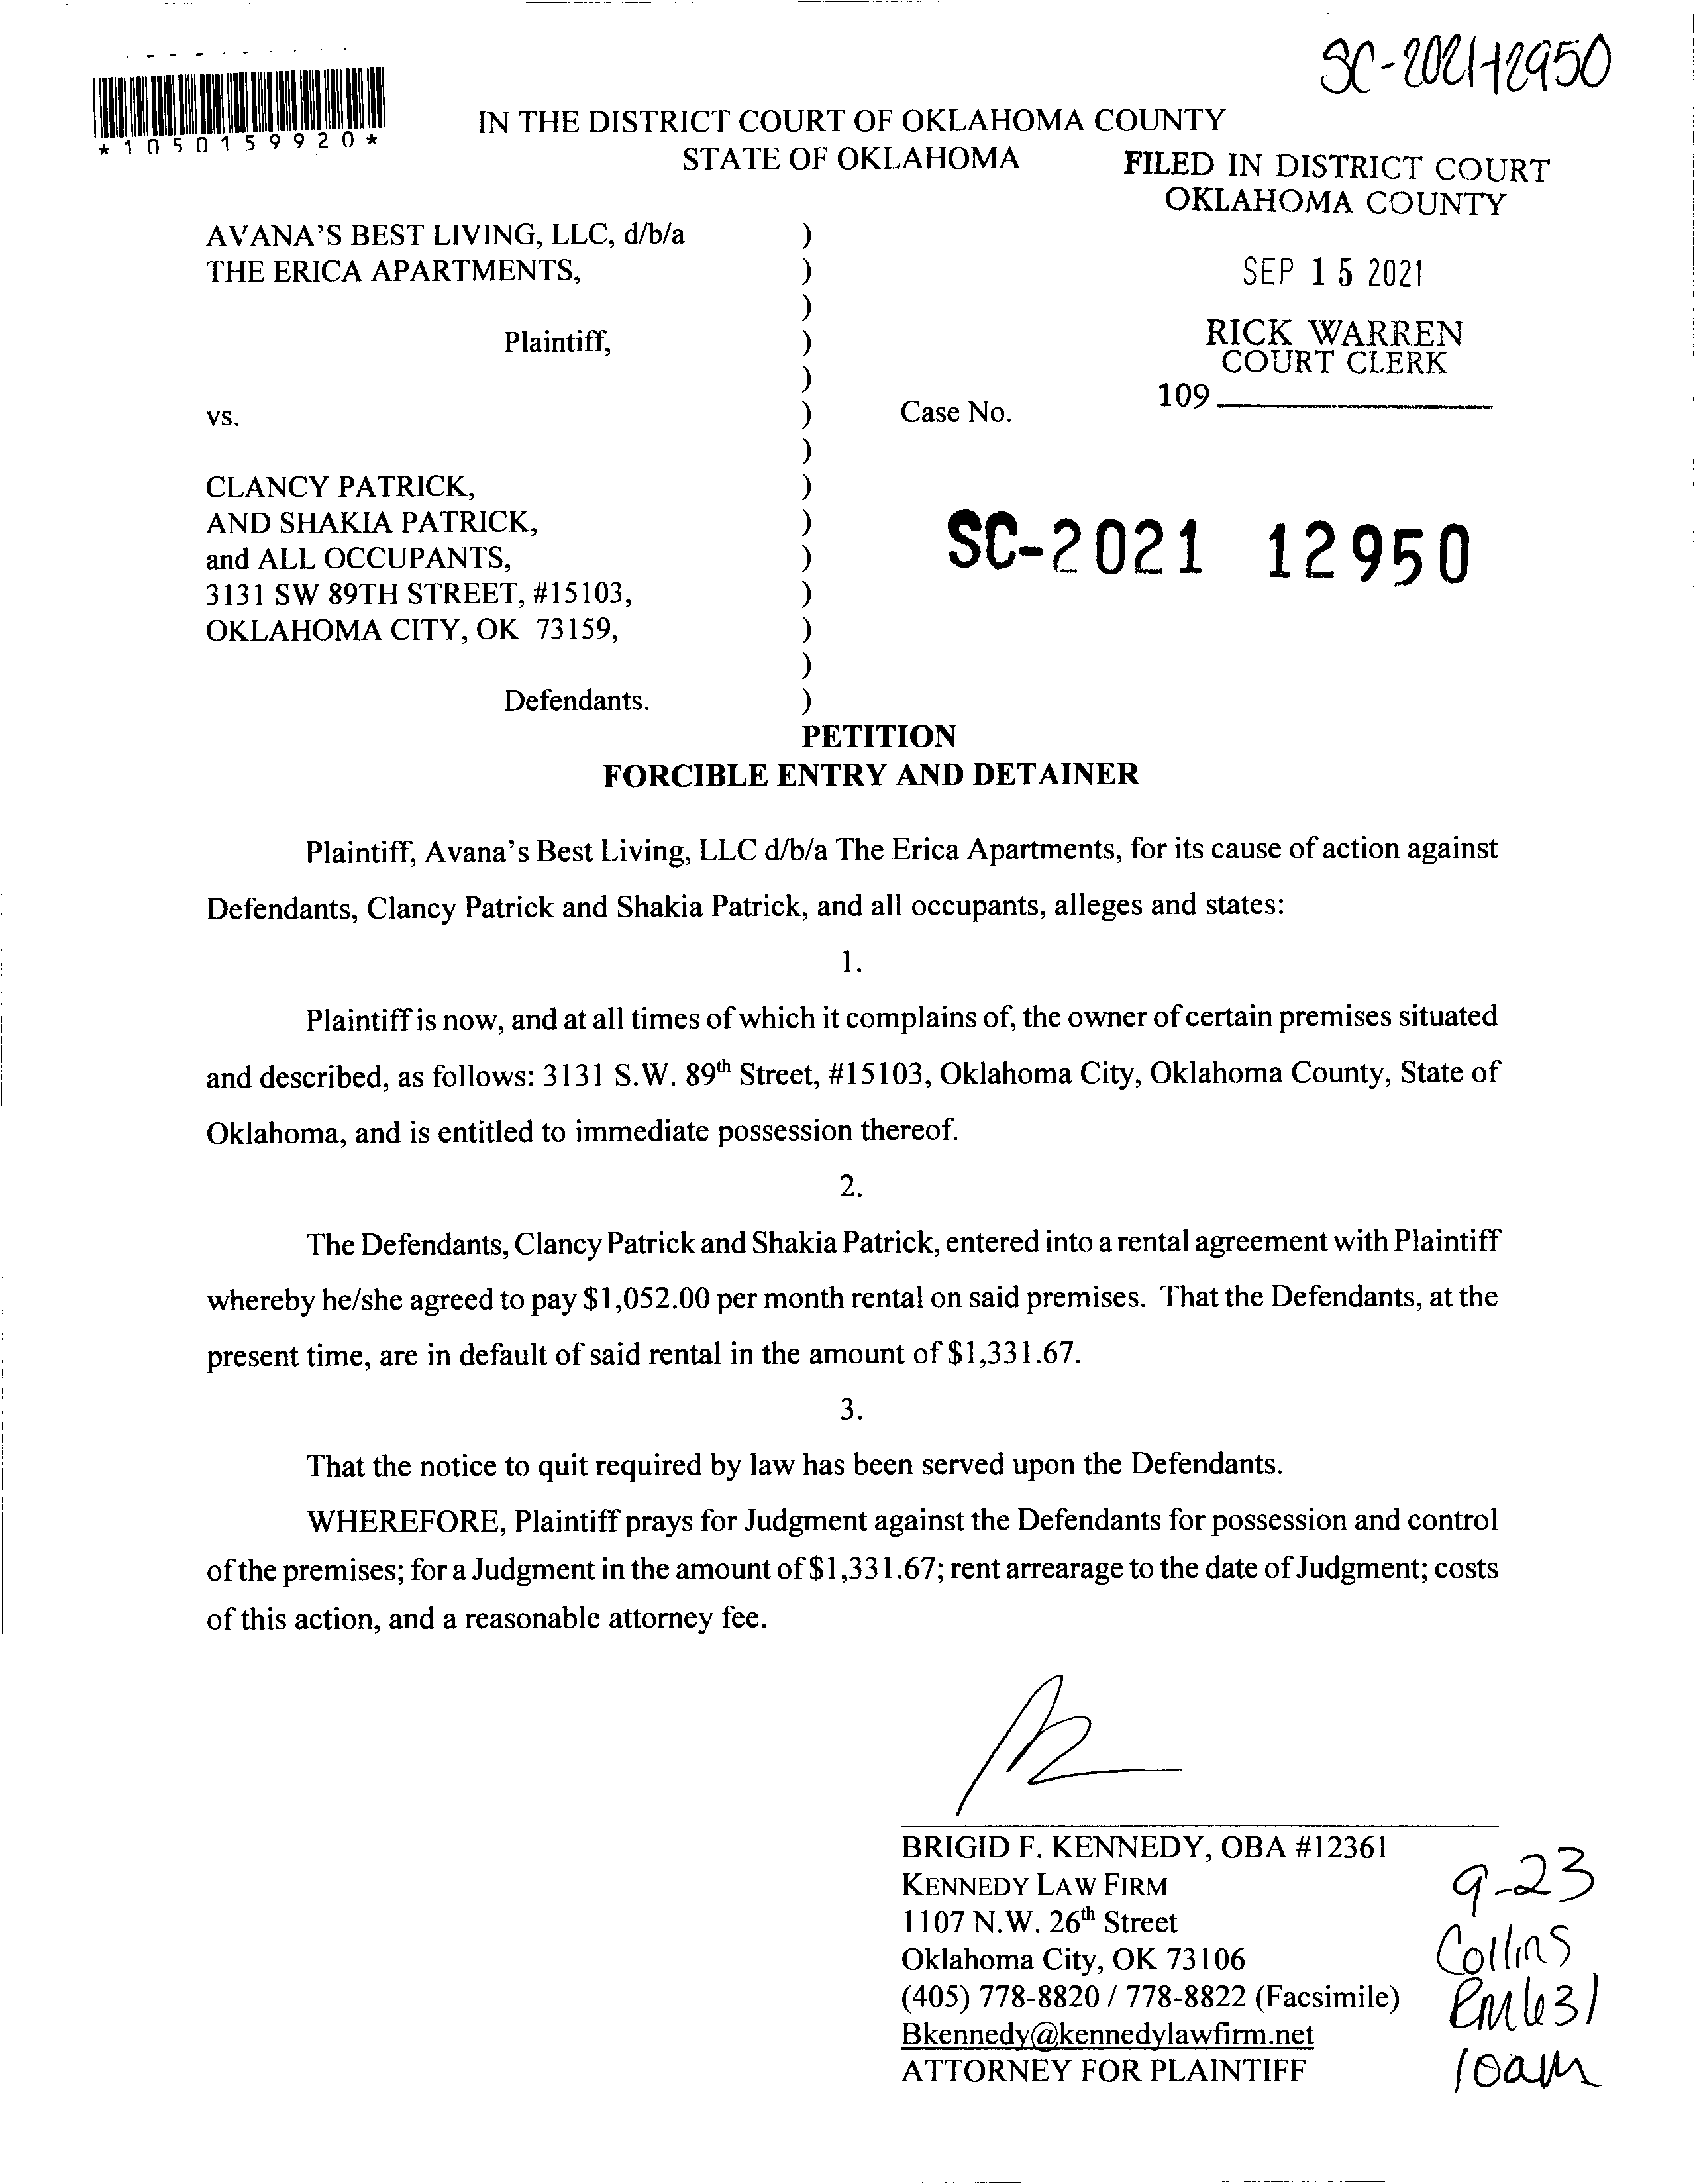 SC-2021-12950
*1050159920*
IN THE DISTRICT COURT OF OKLAHOMA COUNTY
STATE OF OKLAHOMA
FILED IN DISTRICT COURT
OKLAHOMA COUNTY
AVANA'S BEST LIVING, LLC, d/b/a )
THE ERICA APARTMENTS, )
SEP 15 2021
)
Plaintiff, )
RICK WARREN
COURT CLERK
)
109
vs. ) Case No.
)
CLANCY PATRICK, )
AND SHAKIA PATRICK, )
and ALL OCCUPANTS, )
SC-2021 12950
3131 SW 89TH STREET, #15103, )
OKLAHOMA CITY, OK 73159, )
)
Defendants. )
PETITION
FORCIBLE ENTRY AND DETAINER
Plaintiff, Avana's Best Living, LLC d/b/a The Erica Apartments, for its cause of action against
Defendants, Clancy Patrick and Shakia Patrick, and all occupants, alleges and states:
1.
Plaintiff is now, and at all times of which it complains of, the owner of certain premises situated
and described, as follows: 3131 S.W. 89th Street, #15103, Oklahoma City, Oklahoma County, State of
Oklahoma, and is entitled to immediate possession thereof.
2.
The Defendants, Clancy Patrick and Shakia Patrick, entered into a rental agreement with Plaintiff
whereby he/she agreed to pay $1,052.00 per month rental on said premises. That the Defendants, at the
present time, are in default of said rental in the amount of $1,331.67.
3.
That the notice to quit required by law has been served upon the Defendants.
WHEREFORE, Plaintiff prays for Judgment against the Defendants for possession and control
of the premises; for a Judgment in the amount of $1,331.67; rent arrearage to the date of Judgment; costs
of this action, and a reasonable attorney fee.
BRIGID F. KENNEDY, OBA #12361
KENNEDY LAW FIRM
1107 N.W. 26th Street
Oklahoma City, OK 73106
(405) 778-8820 / 778-8822 (Facsimile)
Bkennedy@kennedylawfirm.net
ATTORNEY FOR PLAINTIFF
9-23
Collins
RM631
10am